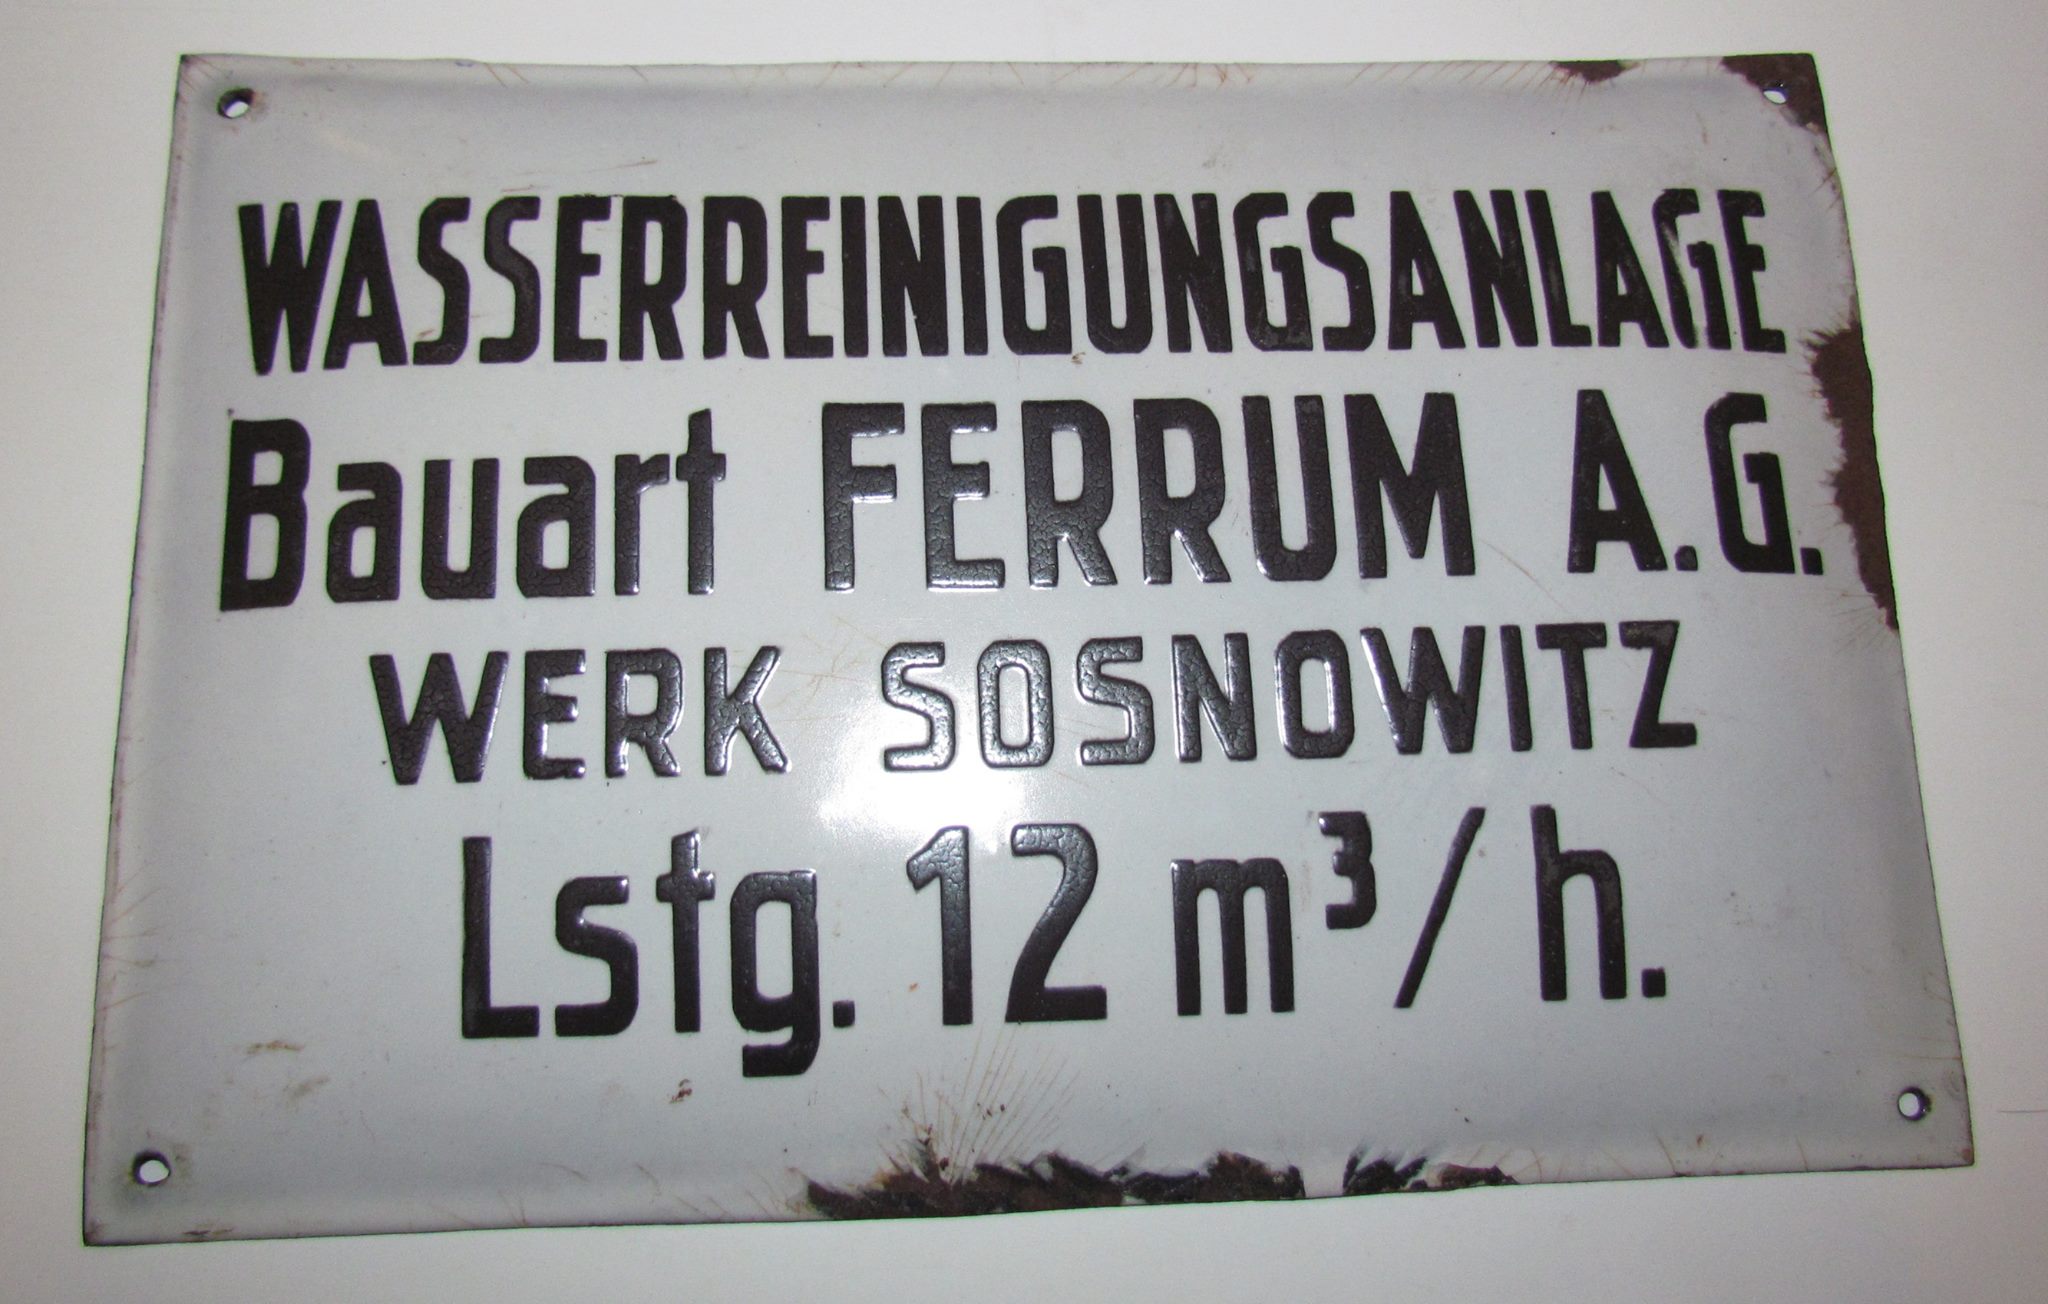 WASSERREINIGUNGSANLAGE
Bauart FERRUM A.G.
WERK SOSNOWITZ
Lstg. 12 m³/h.